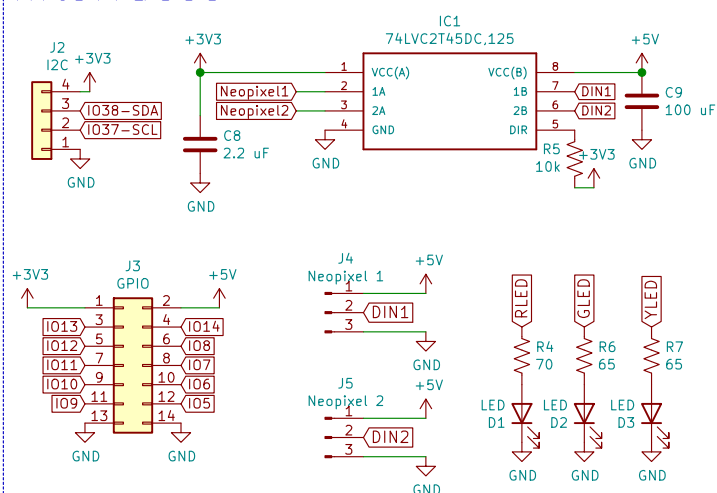 J2
I2C
+3V3
4
3
IO38-SDA
2
IO37-SCL
1
GND
+3V3
C8
2.2 uF
GND
IC1
74LVC2T45DC,125
1
VCC(A)
VCC(B)
8
Neopixel1
2
1A
1B
7
DIN1
Neopixel2
3
2A
2B
6
DIN2
4
GND
DIR
5
GND
R5
10k
+3V3
+5V
C9
100 uF
GND
J3
GPIO
+3V3
+5V
1
2
IO13
3
4
IO14
IO12
5
6
IO8
IO11
7
8
IO7
IO10
9
10
IO6
IO9
11
12
IO5
13
14
GND
GND
J4
Neopixel 1
+5V
1
2
DIN1
3
GND
J5
Neopixel 2
+5V
1
2
DIN2
3
GND
RLED
R4
70
LED
D1
GND
GLED
R6
65
LED
D2
GND
YLED
R7
65
LED
D3
GND